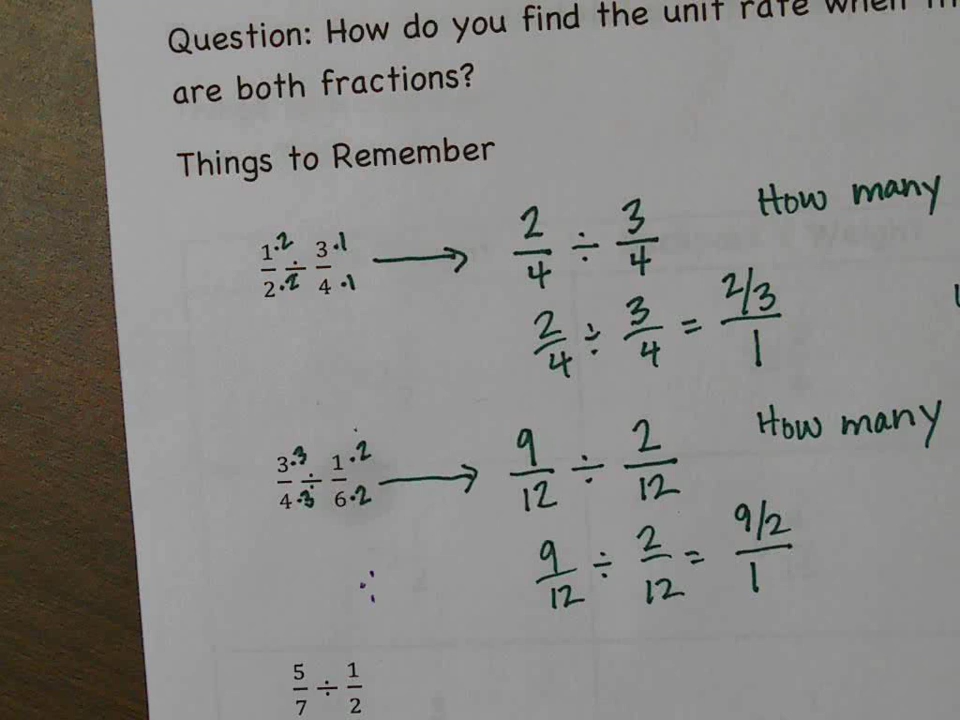 Question: How do you find the unit rate when
are both fractions?
Things to Remember
1·2/2·2 ÷ 3·1/4·1 → 2/4 ÷ 3/4 How many
2/4 ÷ 3/4 = 2/3/1
3·3/4·3 ÷ 1·2/6·2 → 9/12 ÷ 2/12 How many
9/12 ÷ 2/12 = 9/2/1
5/7 ÷ 1/2